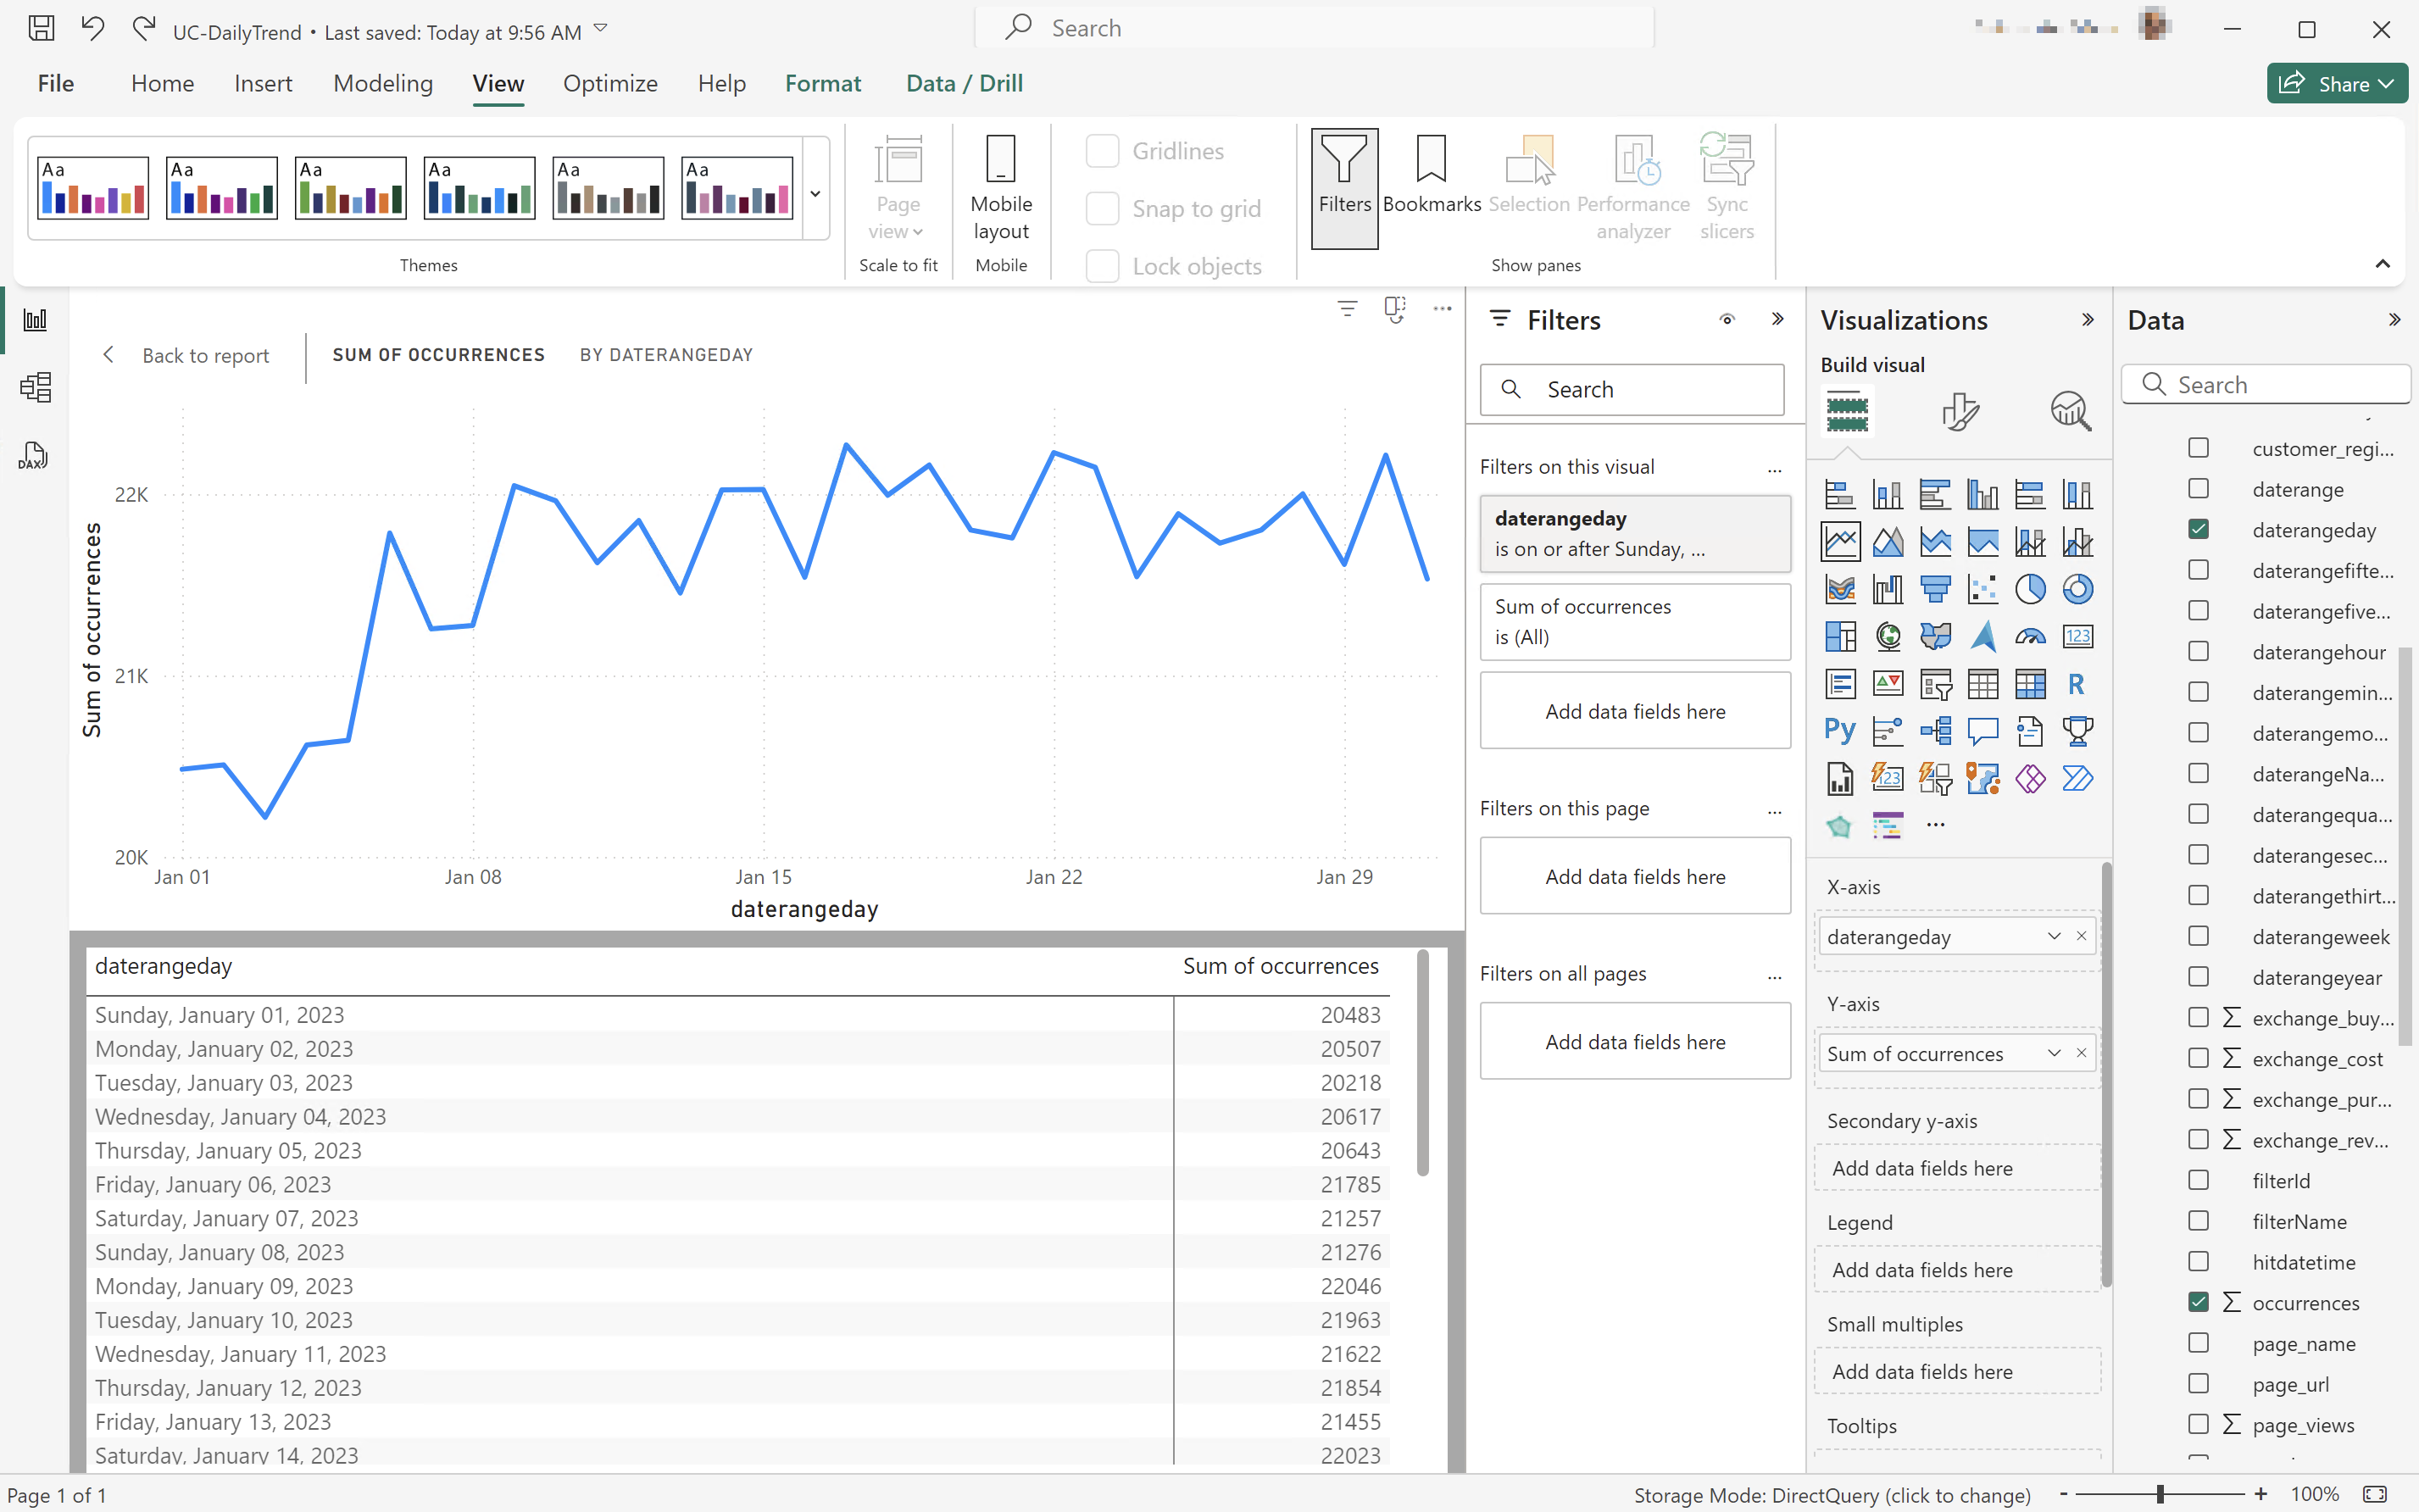 UC-DailyTrend • Last saved: Today at 9:56 AM
Search
File Home Insert Modeling View Optimize Help Format Data / Drill
Share
Aa Aa Aa Aa Aa Aa
Themes
Page view
Scale to fit
Mobile layout
Mobile
Gridlines
Snap to grid
Lock objects
Filters
Bookmarks
Selection
Performance analyzer
Sync slicers
Show panes
DAX
Back to report
SUM OF OCCURRENCES
BY DATERANGEDAY
Sum of occurrences
22K
21K
20K
Jan 01 Jan 08 Jan 15 Jan 22 Jan 29
daterangeday
daterangeday Sum of occurrences
Sunday, January 01, 2023 20483
Monday, January 02, 2023 20507
Tuesday, January 03, 2023 20218
Wednesday, January 04, 2023 20617
Thursday, January 05, 2023 20643
Friday, January 06, 2023 21785
Saturday, January 07, 2023 21257
Sunday, January 08, 2023 21276
Monday, January 09, 2023 22046
Tuesday, January 10, 2023 21963
Wednesday, January 11, 2023 21622
Thursday, January 12, 2023 21854
Friday, January 13, 2023 21455
Saturday, January 14, 2023 22023
Filters
Search
Filters on this visual ...
daterangeday
is on or after Sunday, ...
Sum of occurrences
is (All)
Add data fields here
Filters on this page ...
Add data fields here
Filters on all pages ...
Add data fields here
Visualizations
Build visual
123
R
Py
123
...
X-axis
daterangeday
Y-axis
Sum of occurrences
Secondary y-axis
Add data fields here
Legend
Add data fields here
Small multiples
Add data fields here
Tooltips
Data
Search
customer_regi...
daterange
daterangeday
daterangefifte...
daterangefive...
daterangehour
daterangemin...
daterangemo...
daterangeNa...
daterangequa...
daterangesec...
daterangethirt...
daterangeweek
daterangeyear
Σ exchange_buy...
Σ exchange_cost
Σ exchange_pur...
Σ exchange_rev...
filterId
filterName
hitdatetime
Σ occurrences
page_name
page_url
Σ page_views
Page 1 of 1
Storage Mode: DirectQuery (click to change)
- + 100%